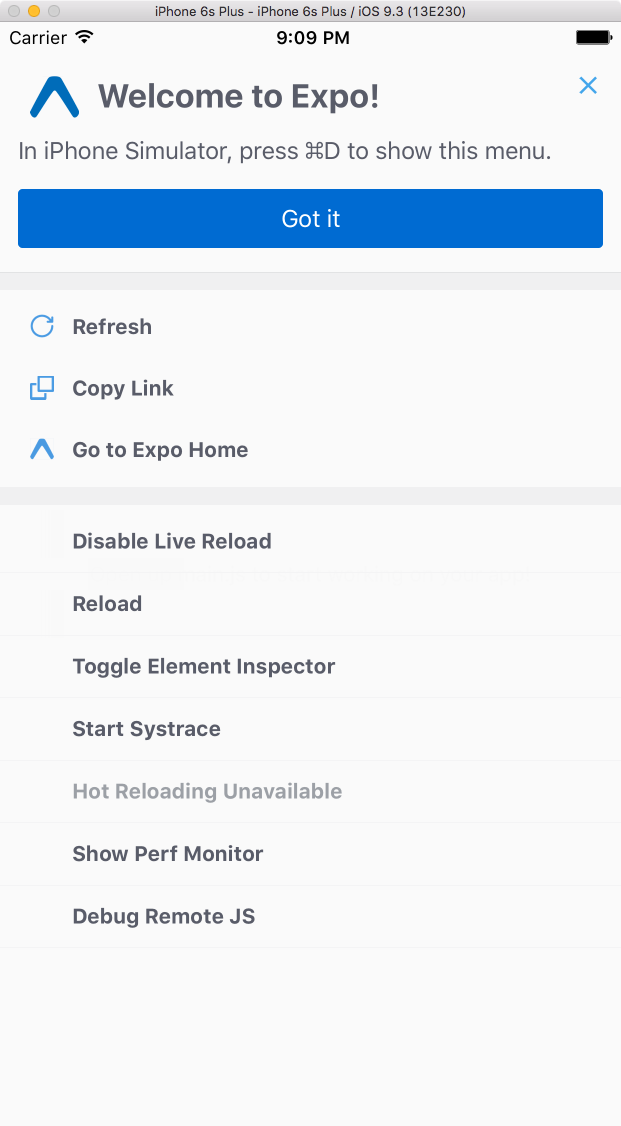 iPhone 6s Plus - iPhone 6s Plus / iOS 9.3 (13E230)
Carrier 9:09 PM
Welcome to Expo!
In iPhone Simulator, press ⌘D to show this menu.
Got it
Refresh
Copy Link
Go to Expo Home
Disable Live Reload
Reload
Toggle Element Inspector
Start Systrace
Hot Reloading Unavailable
Show Perf Monitor
Debug Remote JS